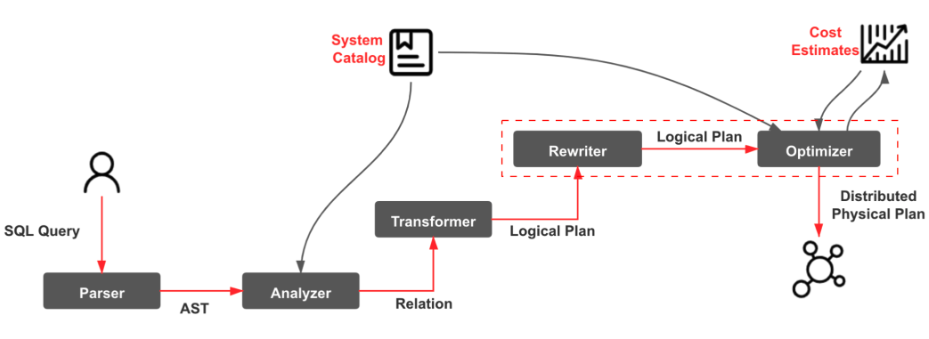 System
Catalog
Cost
Estimates
Rewriter
Logical Plan
Optimizer
Distributed
Physical Plan
Transformer
Logical Plan
SQL Query
Parser
AST
Analyzer
Relation